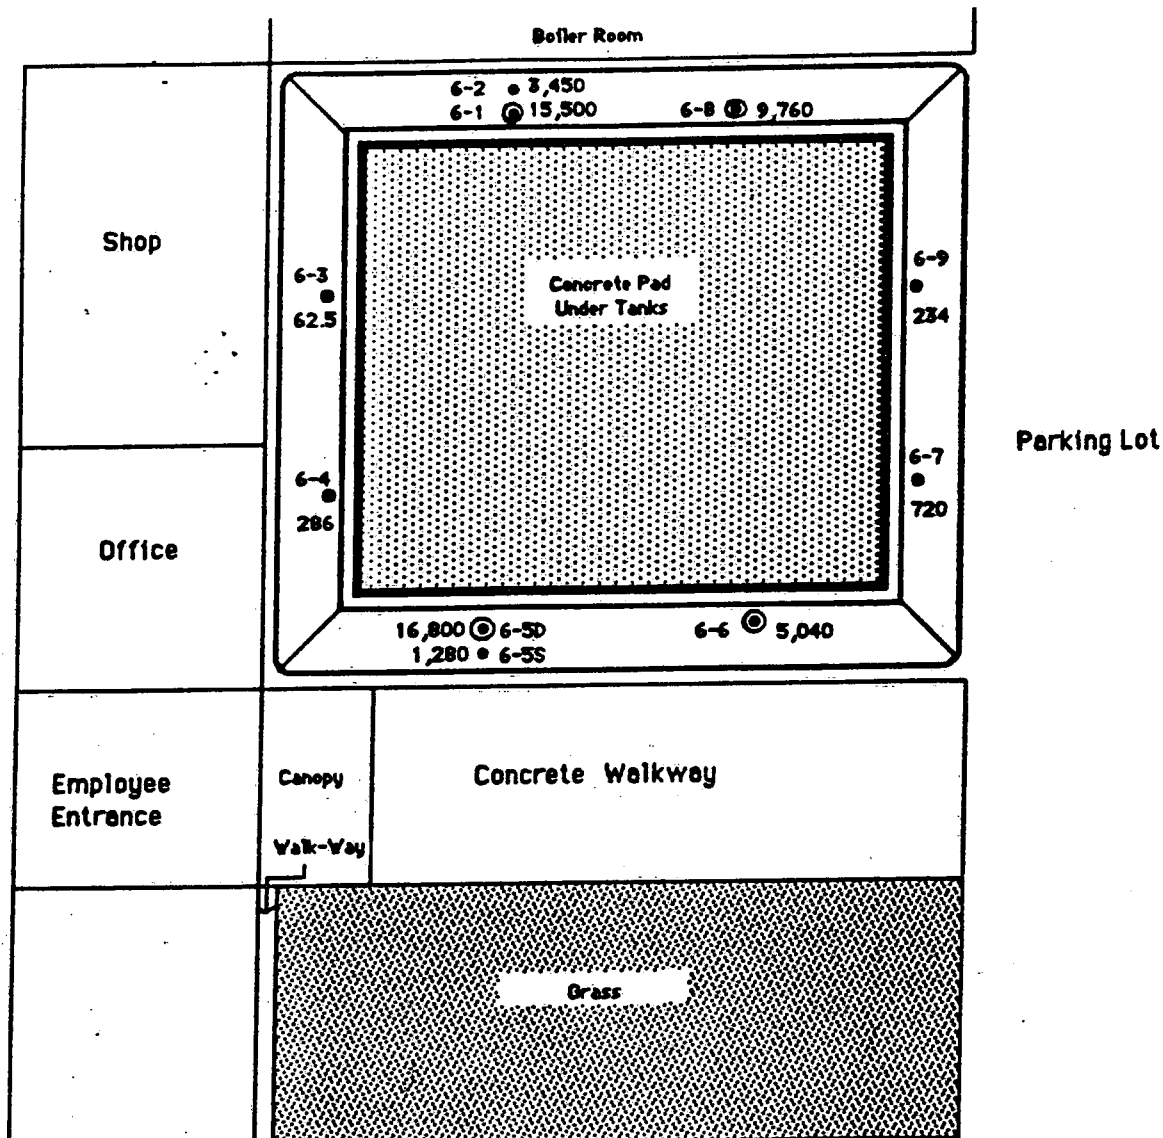 Boiler Room
6-2 3,450
6-1 15,500
6-8 9,760
Shop
6-3
62.5
Concrete Pad
Under Tanks
6-9
234
Parking Lot
6-4
286
6-7
720
Office
16,800 6-5D
1,280 6-5S
6-6 5,040
Employee
Entrance
Canopy
Concrete Walkway
Walk-Way
Grass